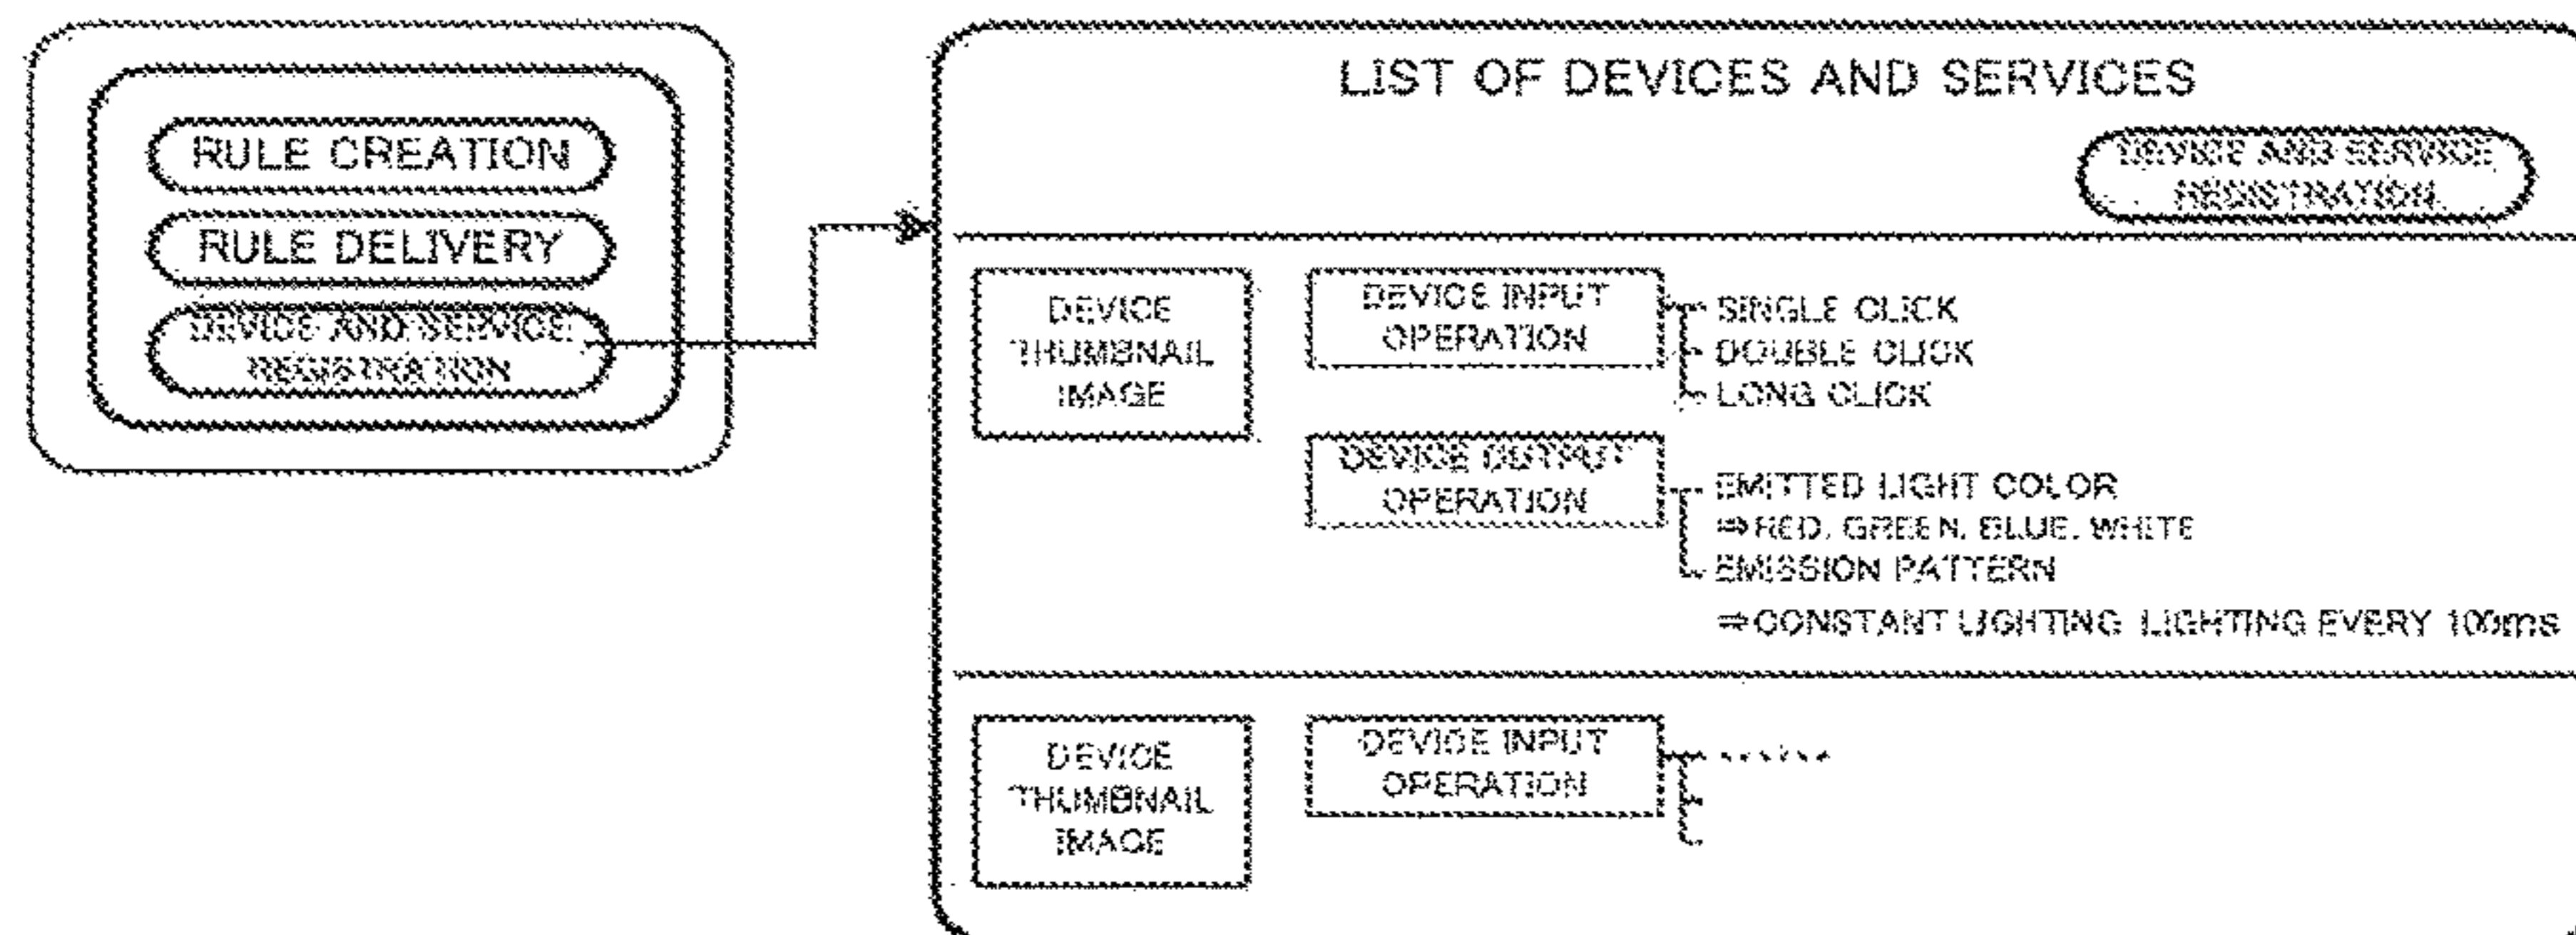 RULE CREATION
RULE DELIVERY
DEVICE AND SERVICE
REGISTRATION
LIST OF DEVICES AND SERVICES
DEVICE AND SERVICE
REGISTRATION
DEVICE
THUMBNAIL
IMAGE
DEVICE INPUT
OPERATION
SINGLE CLICK
DOUBLE CLICK
LONG CLICK
DEVICE OUTPUT
OPERATION
EMITTED LIGHT COLOR
⇒RED, GREEN, BLUE, WHITE
EMISSION PATTERN
⇒CONSTANT LIGHTING LIGHTING EVERY 100ms
DEVICE
THUMBNAIL
IMAGE
DEVICE INPUT
OPERATION
......